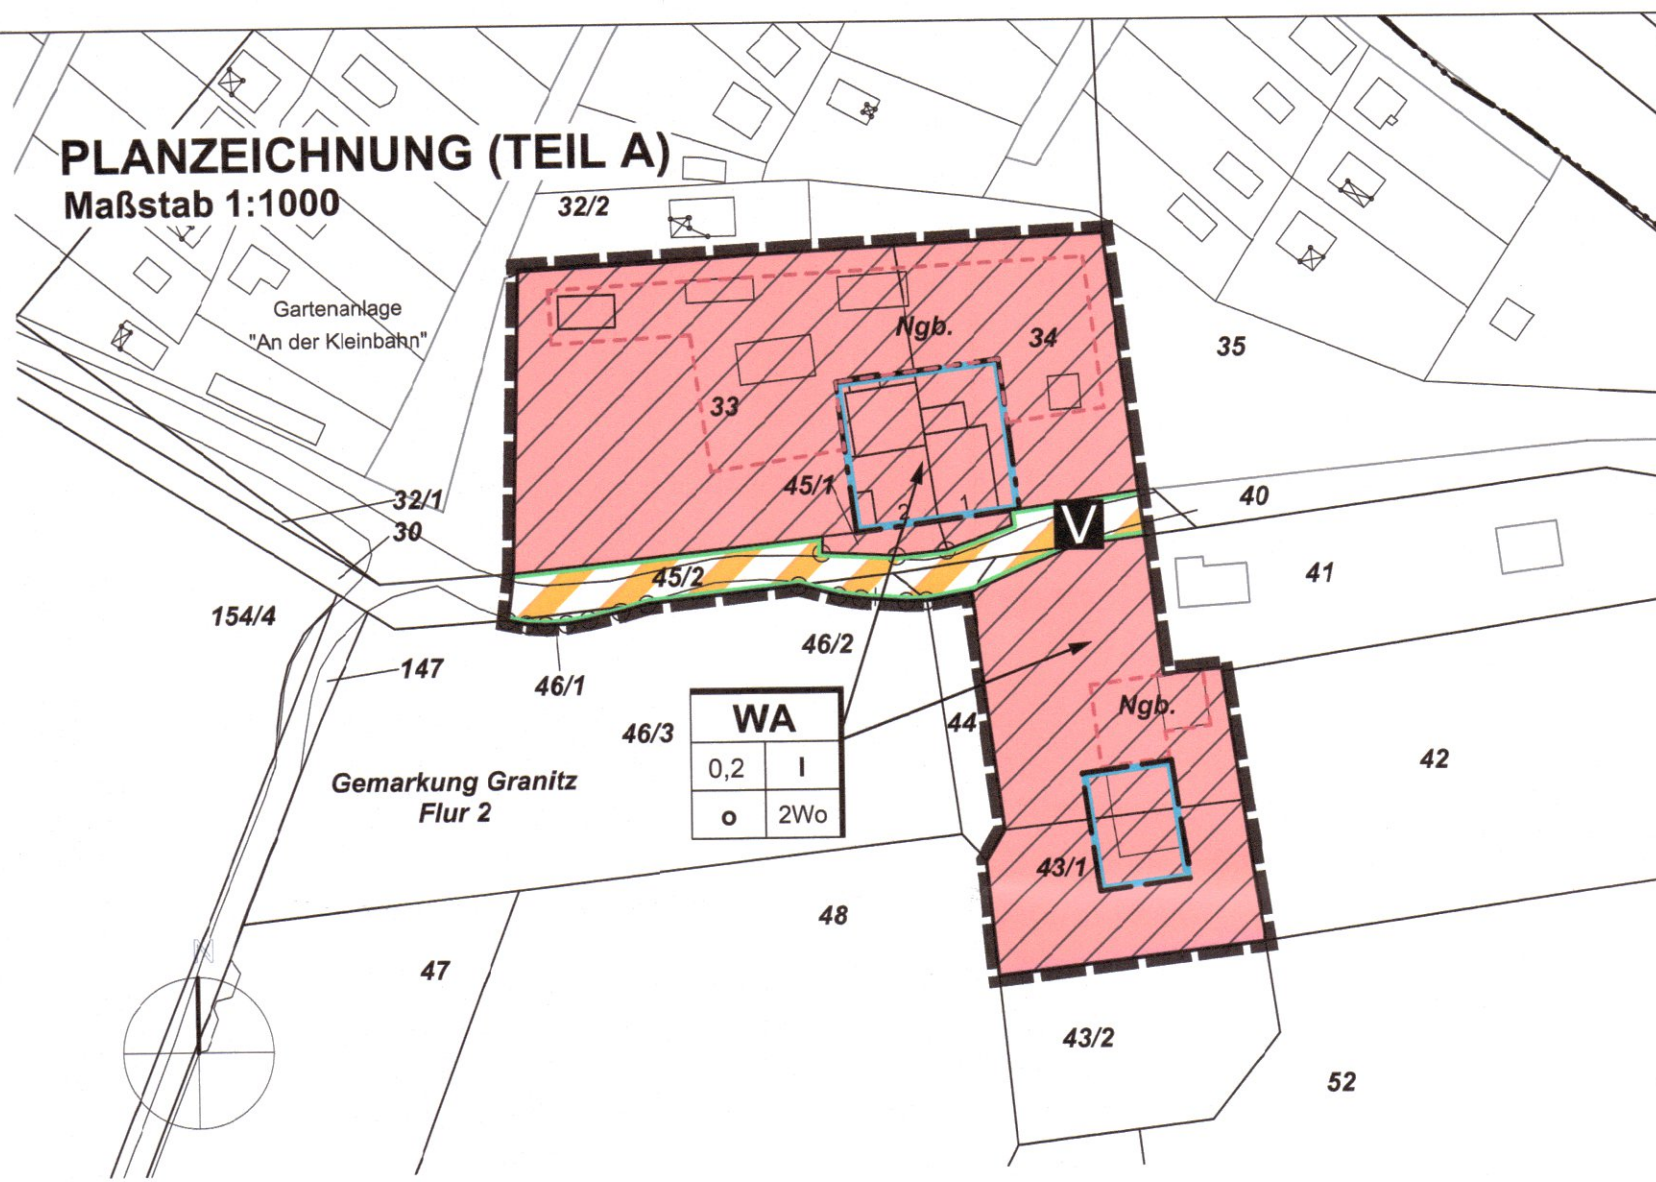 PLANZEICHNUNG (TEIL A)
Maßstab 1:1000
32/2
Gartenanlage
"An der Kleinbahn"
Ngb.
34
35
33
45/1
32/1
30
2
1
V
40
45/2
41
154/4
147
46/1
46/2
46/3
44
Ngb.
WA
0,2
I
o
2Wo
42
Gemarkung Granitz
Flur 2
43/1
48
47
N
43/2
52